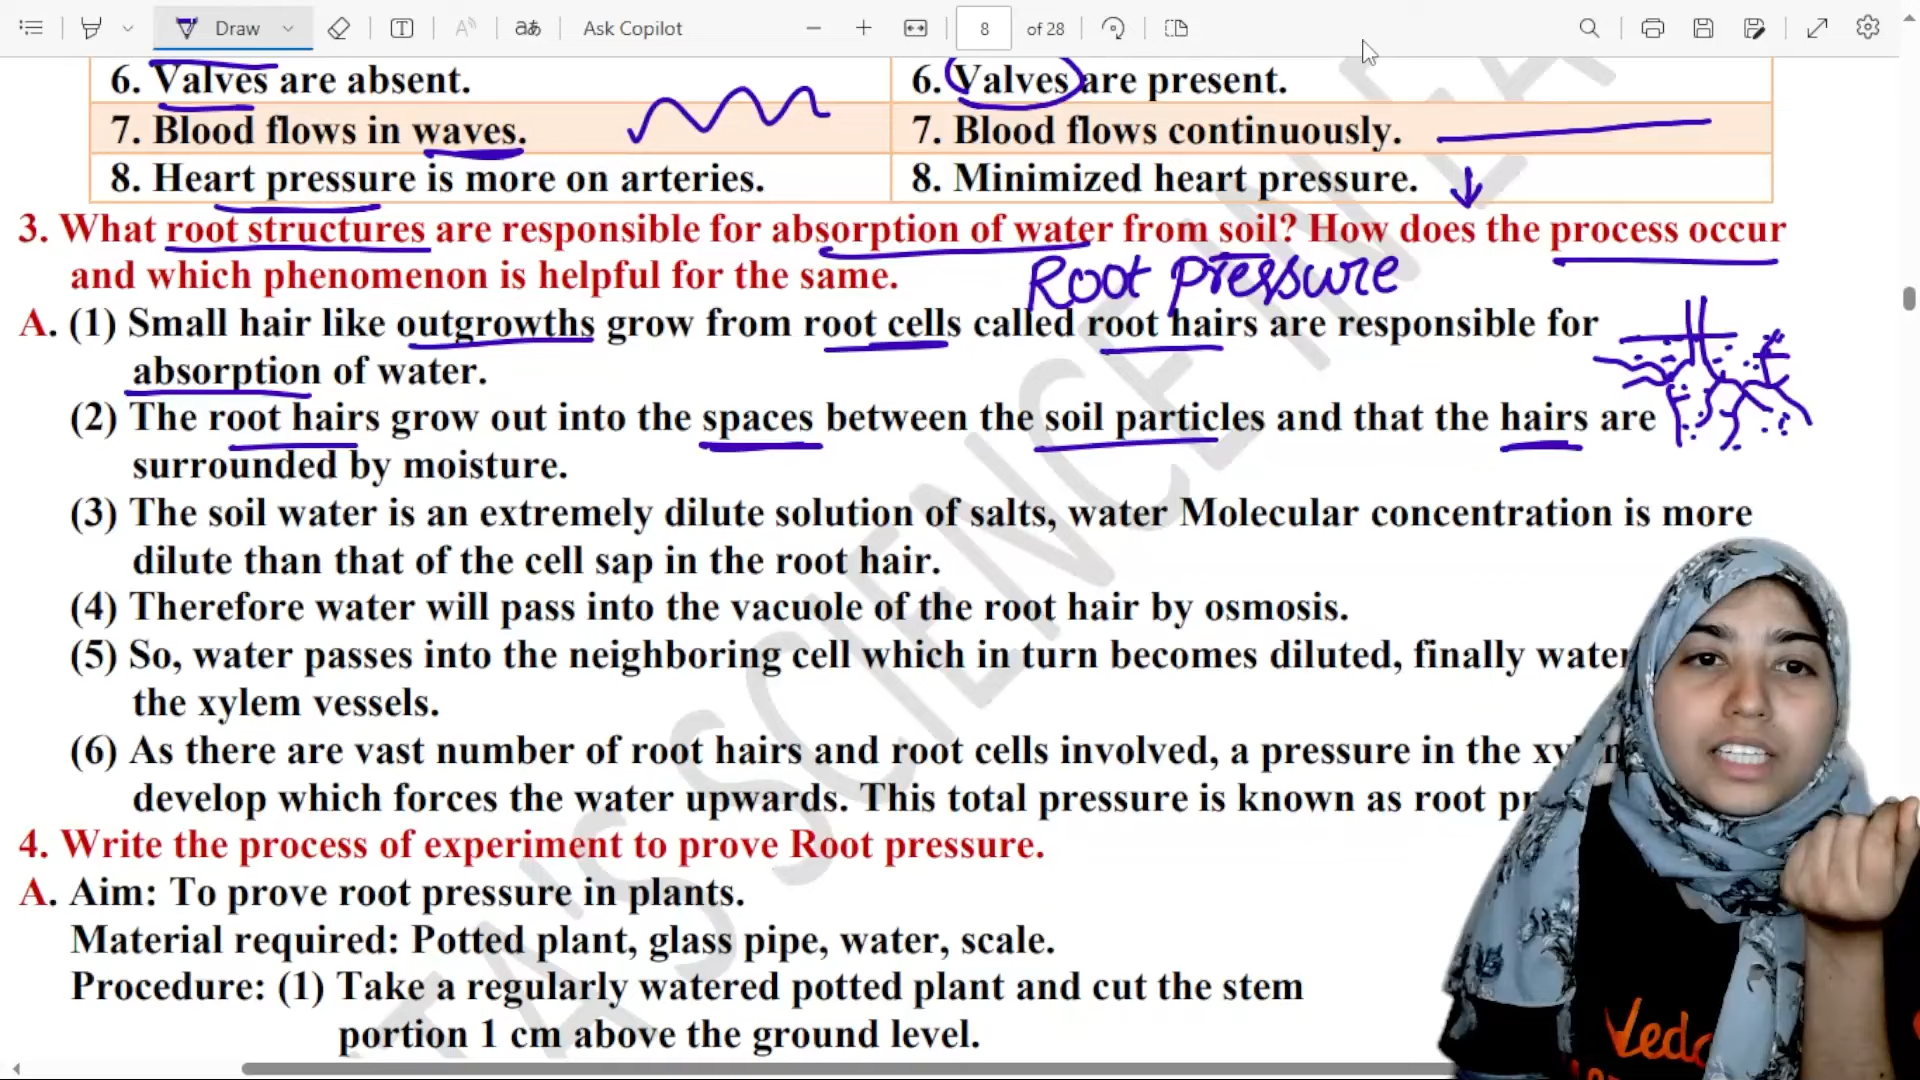 Draw Ask Copilot 8 of 28
6. Valves are absent. 6. Valves are present.
7. Blood flows in waves. 7. Blood flows continuously.
8. Heart pressure is more on arteries. 8. Minimized heart pressure.
3. What root structures are responsible for absorption of water from soil? How does the process occur
and which phenomenon is helpful for the same.
Root pressure
A. (1) Small hair like outgrowths grow from root cells called root hairs are responsible for
absorption of water.
(2) The root hairs grow out into the spaces between the soil particles and that the hairs are
surrounded by moisture.
(3) The soil water is an extremely dilute solution of salts, water Molecular concentration is more
dilute than that of the cell sap in the root hair.
(4) Therefore water will pass into the vacuole of the root hair by osmosis.
(5) So, water passes into the neighboring cell which in turn becomes diluted, finally water
the xylem vessels.
(6) As there are vast number of root hairs and root cells involved, a pressure in the
develop which forces the water upwards. This total pressure is known as root
4. Write the process of experiment to prove Root pressure.
A. Aim: To prove root pressure in plants.
Material required: Potted plant, glass pipe, water, scale.
Procedure: (1) Take a regularly watered potted plant and cut the stem
portion 1 cm above the ground level.